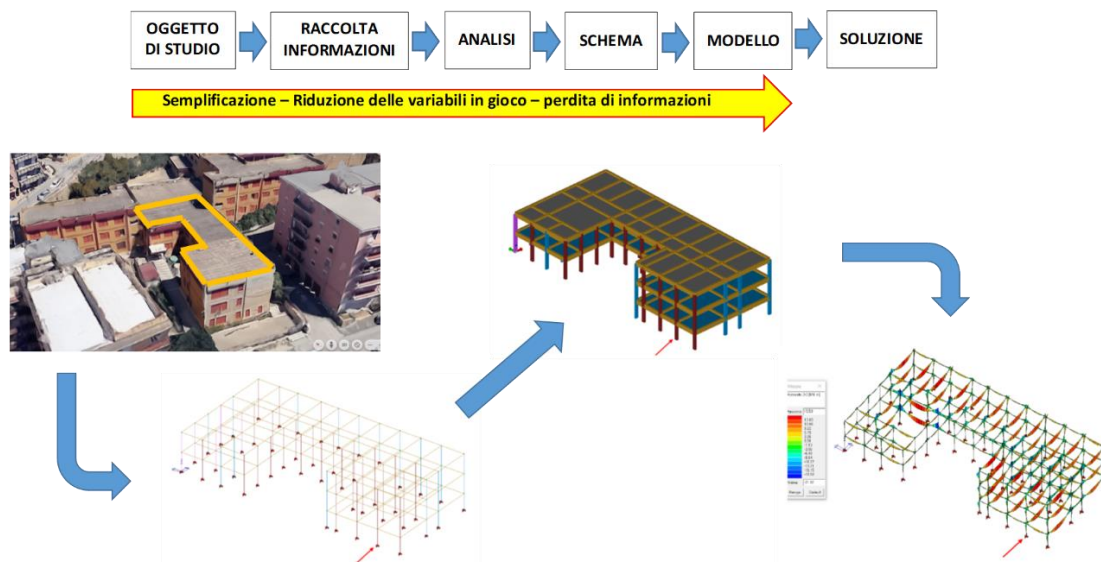 OGGETTO
DI STUDIO
RACCOLTA
INFORMAZIONI
ANALISI
SCHEMA
MODELLO
SOLUZIONE
Semplificazione – Riduzione delle variabili in gioco – perdita di informazioni